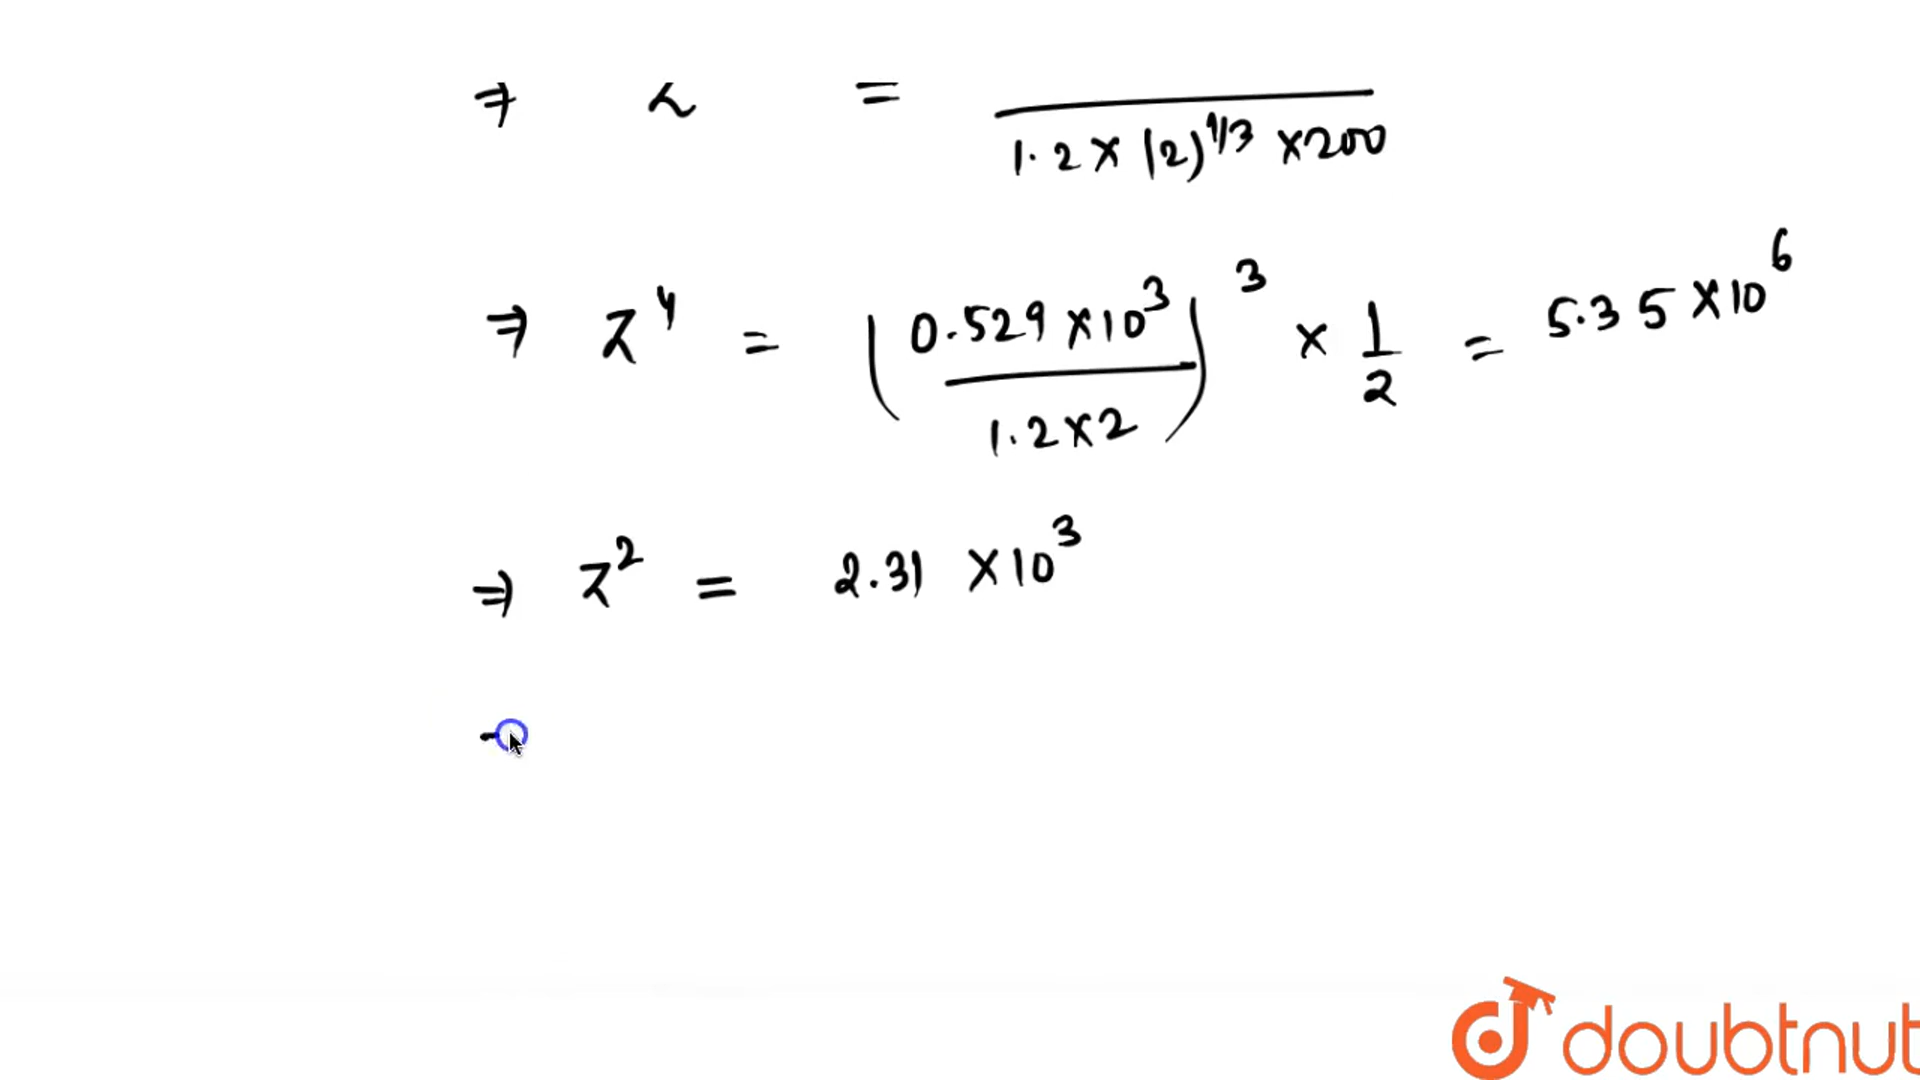 ⇒ =
1.2 × (2)^1/3 × 200
⇒ Z^4 = (0.529 × 10^3 / 1.2 × 2)^3 × 1/2 = 5.35 × 10^6
⇒ Z^2 = 2.31 × 10^3
-
doubtnut